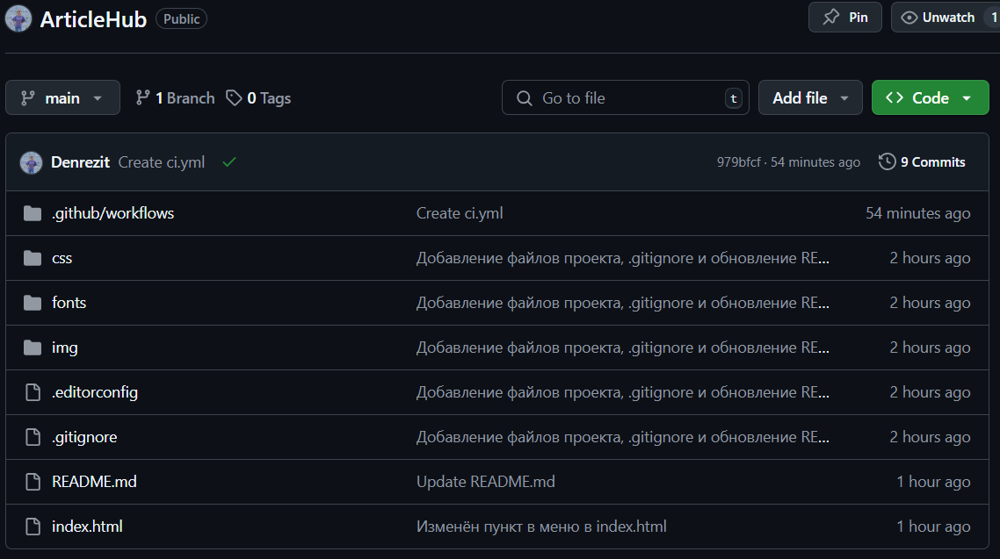 ArticleHub Public Pin Unwatch 1
main 1 Branch 0 Tags Go to file t Add file Code
Denrezit Create ci.yml 979bfcf · 54 minutes ago 9 Commits
.github/workflows Create ci.yml 54 minutes ago
css Добавление файлов проекта, .gitignore и обновление RE... 2 hours ago
fonts Добавление файлов проекта, .gitignore и обновление RE... 2 hours ago
img Добавление файлов проекта, .gitignore и обновление RE... 2 hours ago
.editorconfig Добавление файлов проекта, .gitignore и обновление RE... 2 hours ago
.gitignore Добавление файлов проекта, .gitignore и обновление RE... 2 hours ago
README.md Update README.md 1 hour ago
index.html Изменён пункт в меню в index.html 1 hour ago